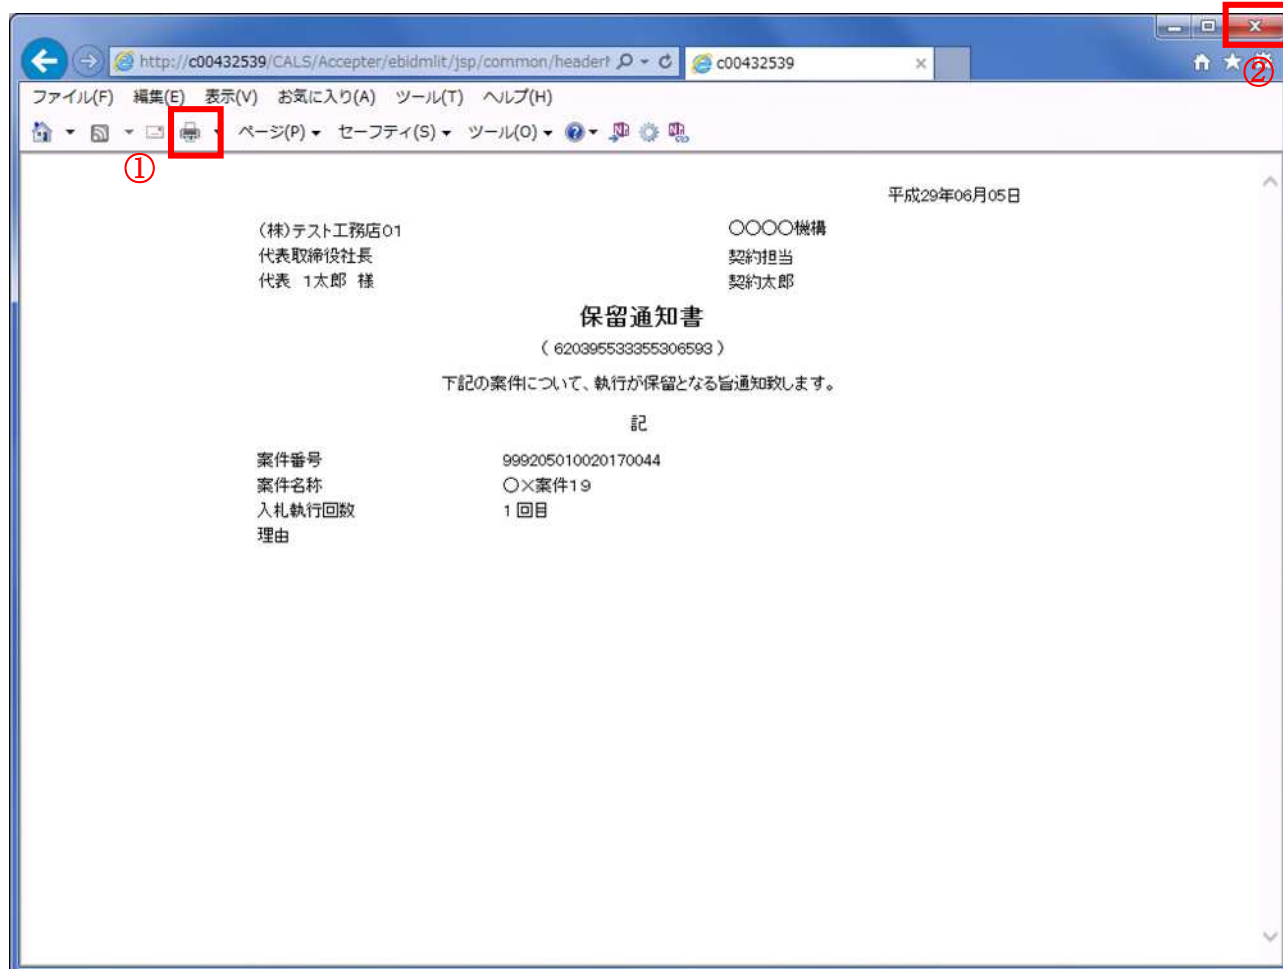 ②
http://c00432539/CALS/Accepter/ebidmlit/jsp/common/header
c00432539
ファイル(F) 編集(E) 表示(V) お気に入り(A) ツール(T) ヘルプ(H)
ページ(P) セーフティ(S) ツール(O)
①
平成29年06月05日
(株)テスト工務店01 〇〇〇〇機構
代表取締役社長 契約担当
代表 1太郎 様 契約太郎
保留通知書
( 620395533355306593 )
下記の案件について、執行が保留となる旨通知致します。
記
案件番号 999205010020170044
案件名称 〇×案件19
入札執行回数 1回目
理由